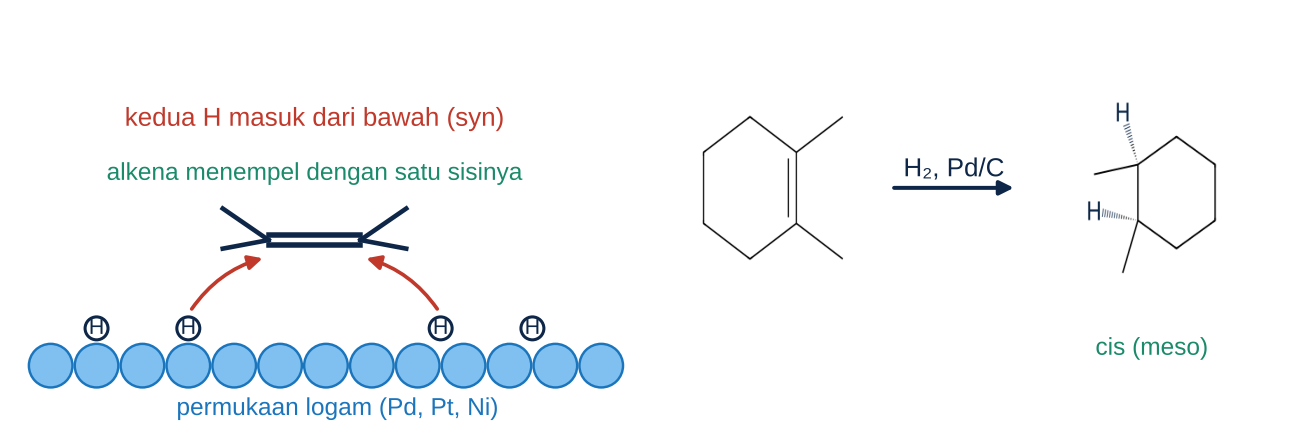 kedua H masuk dari bawah (syn)
alkena menempel dengan satu sisinya
H H H H
permukaan logam (Pd, Pt, Ni)
H₂, Pd/C
H
H
cis (meso)